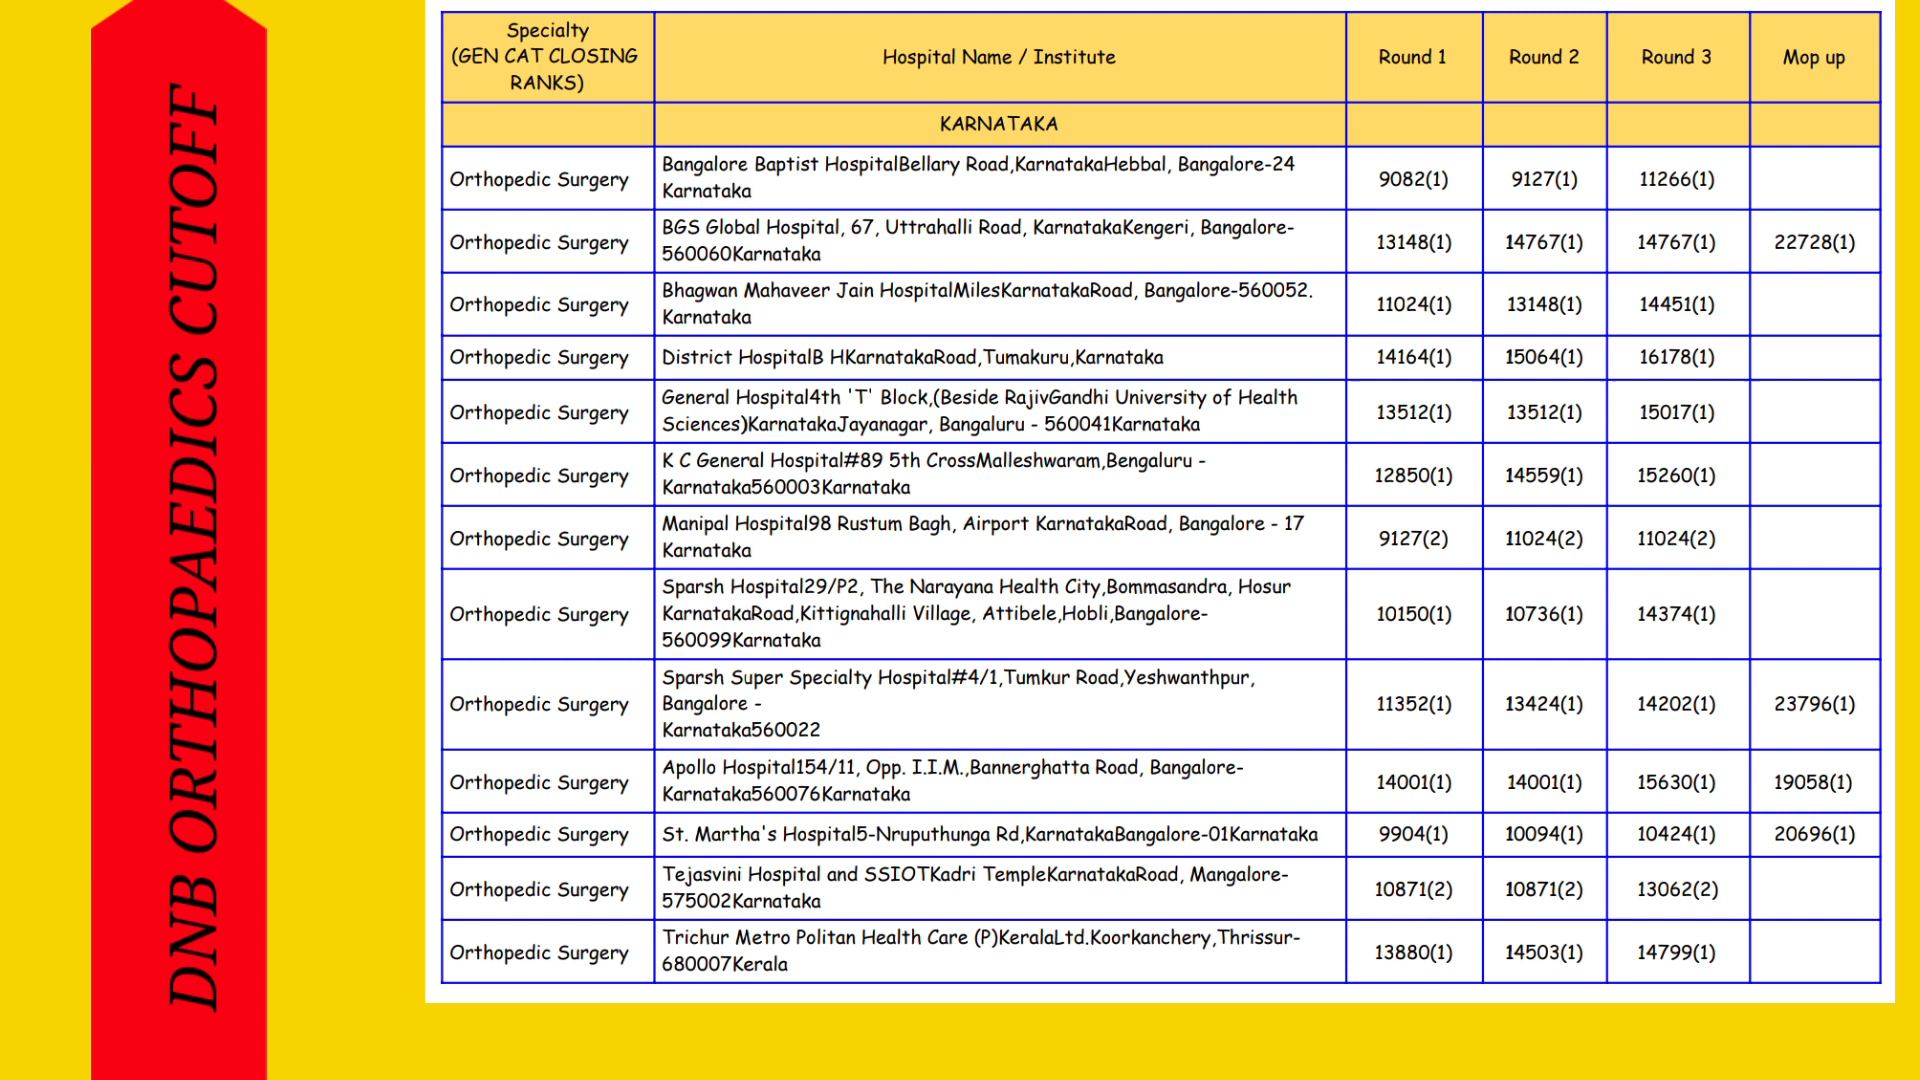 DNB ORTHOPAEDICS CUTOFF
Specialty
(GEN CAT CLOSING
RANKS)
Hospital Name / Institute
Round 1
Round 2
Round 3
Mop up
KARNATAKA
Orthopedic Surgery
Bangalore Baptist HospitalBellary Road,KarnatakaHebbal, Bangalore-24
Karnataka
9082(1)
9127(1)
11266(1)
Orthopedic Surgery
BGS Global Hospital, 67, Uttrahalli Road, KarnatakaKengeri, Bangalore-
560060Karnataka
13148(1)
14767(1)
14767(1)
22728(1)
Orthopedic Surgery
Bhagwan Mahaveer Jain HospitalMilesKarnatakaRoad, Bangalore-560052.
Karnataka
11024(1)
13148(1)
14451(1)
Orthopedic Surgery
District HospitalB HKarnatakaRoad,Tumakuru,Karnataka
14164(1)
15064(1)
16178(1)
Orthopedic Surgery
General Hospital4th 'T' Block,(Beside RajivGandhi University of Health
Sciences)KarnatakaJayanagar, Bangaluru - 560041Karnataka
13512(1)
13512(1)
15017(1)
Orthopedic Surgery
K C General Hospital#89 5th CrossMalleshwaram,Bengaluru -
Karnataka560003Karnataka
12850(1)
14559(1)
15260(1)
Orthopedic Surgery
Manipal Hospital98 Rustum Bagh, Airport KarnatakaRoad, Bangalore - 17
Karnataka
9127(2)
11024(2)
11024(2)
Orthopedic Surgery
Sparsh Hospital29/P2, The Narayana Health City,Bommasandra, Hosur
KarnatakaRoad,Kittignahalli Village, Attibele,Hobli,Bangalore-
560099Karnataka
10150(1)
10736(1)
14374(1)
Orthopedic Surgery
Sparsh Super Specialty Hospital#4/1,Tumkur Road,Yeshwanthpur,
Bangalore -
Karnataka560022
11352(1)
13424(1)
14202(1)
23796(1)
Orthopedic Surgery
Apollo Hospital154/11, Opp. I.I.M.,Bannerghatta Road, Bangalore-
Karnataka560076Karnataka
14001(1)
14001(1)
15630(1)
19058(1)
Orthopedic Surgery
St. Martha's Hospital5-Nruputhunga Rd,KarnatakaBangalore-01Karnataka
9904(1)
10094(1)
10424(1)
20696(1)
Orthopedic Surgery
Tejasvini Hospital and SSIOTKadri TempleKarnatakaRoad, Mangalore-
575002Karnataka
10871(2)
10871(2)
13062(2)
Orthopedic Surgery
Trichur Metro Politan Health Care (P)KeralaLtd.Koorkanchery,Thrissur-
680007Kerala
13880(1)
14503(1)
14799(1)